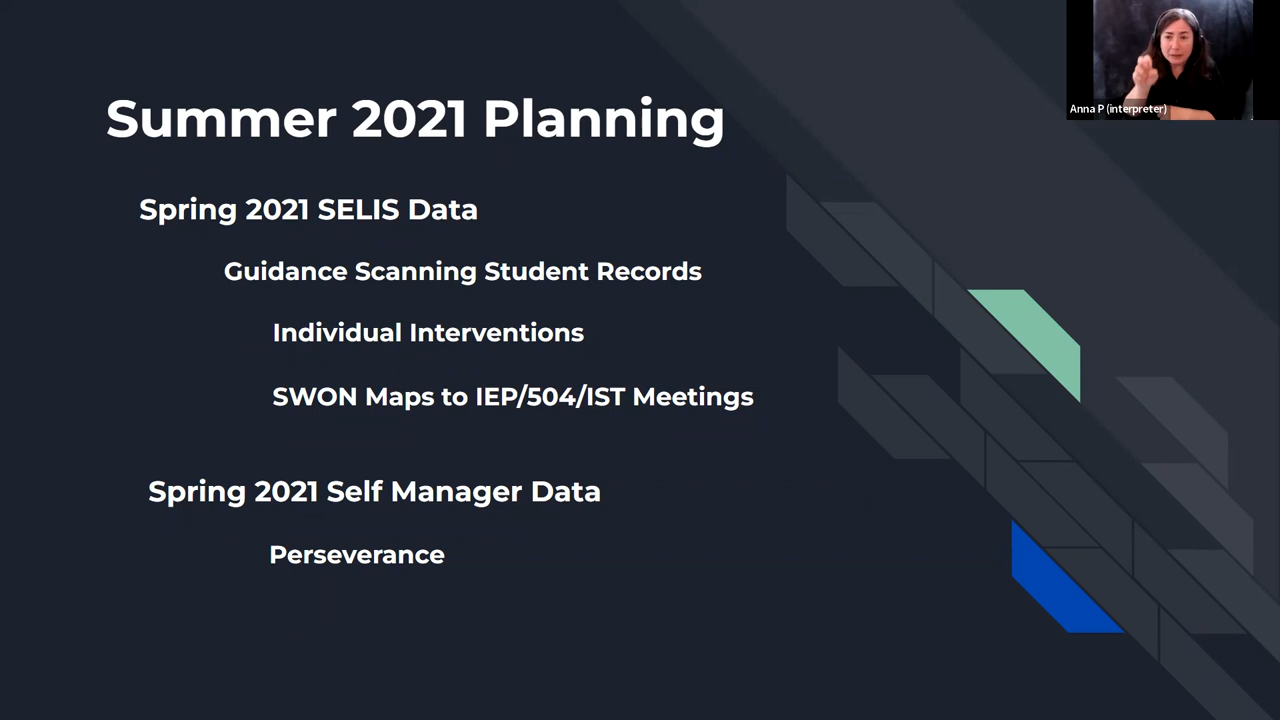 Summer 2021 Planning
Spring 2021 SELIS Data
Guidance Scanning Student Records
Individual Interventions
SWON Maps to IEP/504/IST Meetings
Spring 2021 Self Manager Data
Perseverance
Anna P (interpreter)